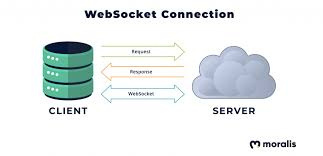 WebSocket Connection
Request
Response
WebSocket
CLIENT
SERVER
moralis